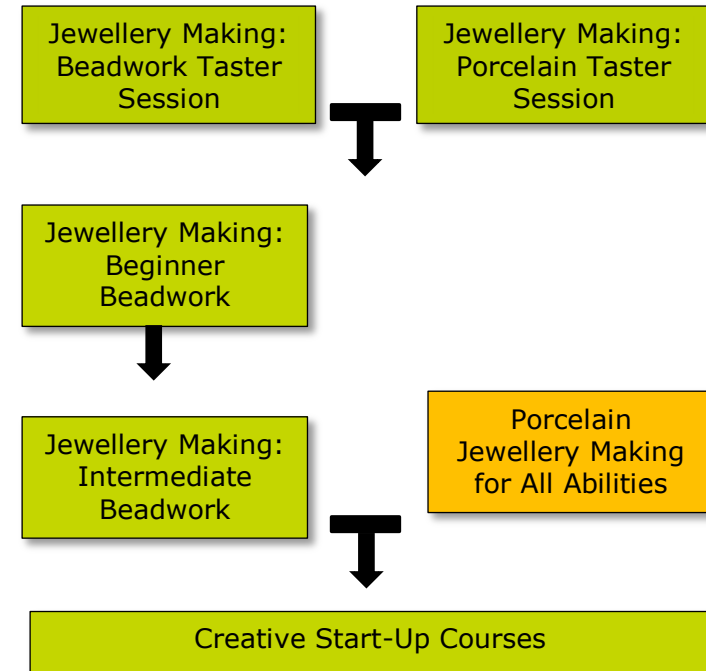 Jewellery Making:
Beadwork Taster
Session
Jewellery Making:
Porcelain Taster
Session
Jewellery Making:
Beginner
Beadwork
Jewellery Making:
Intermediate
Beadwork
Porcelain
Jewellery Making
for All Abilities
Creative Start-Up Courses